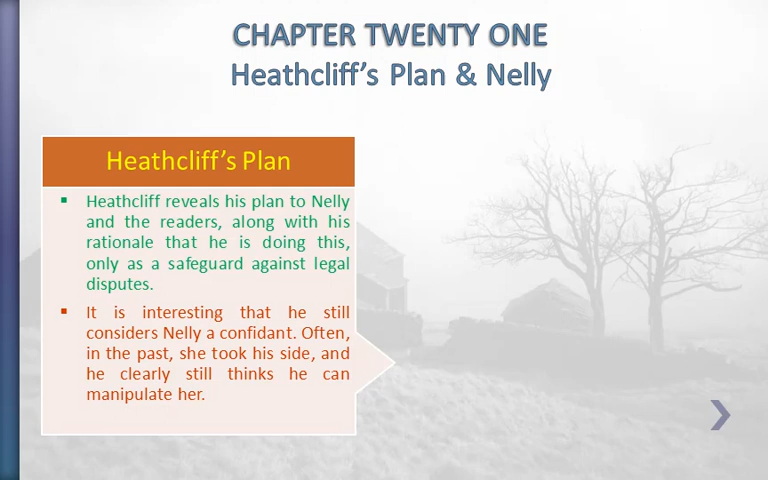 CHAPTER TWENTY ONE
Heathcliff's Plan & Nelly
Heathcliff's Plan
▪ Heathcliff reveals his plan to Nelly
and the readers, along with his
rationale that he is doing this,
only as a safeguard against legal
disputes.
▪ It is interesting that he still
considers Nelly a confidant. Often,
in the past, she took his side, and
he clearly still thinks he can
manipulate her.